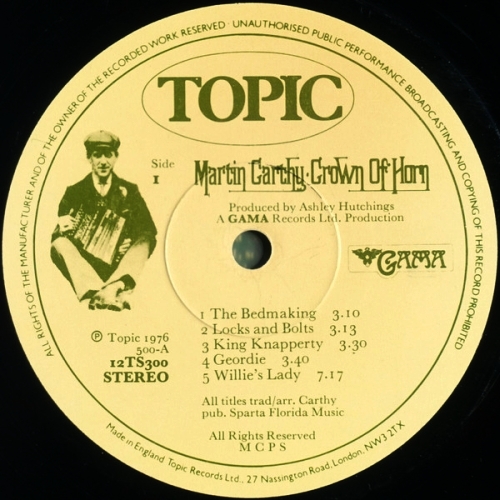 ALL RIGHTS OF THE MANUFACTURER AND OF THE OWNER OF THE RECORDED WORK RESERVED · UNAUTHORISED PUBLIC PERFORMANCE BROADCASTING AND COPYING OF THIS RECORD PROHIBITED
TOPIC
Side
1
Martin Carthy·Crown Of Horn
Produced by Ashley Hutchings
A GAMA Records Ltd. Production
GAMA
1 The Bedmaking 3.10
2 Locks and Bolts 3.13
3 King Knapperty 3.30
4 Geordie 3.40
5 Willie's Lady 7.17
℗ Topic 1976
500-A
12TS300
STEREO
All titles trad/arr. Carthy
pub. Sparta Florida Music
All Rights Reserved
M C P S
Made in England Topic Records Ltd., 27 Nassington Road, London, NW3 2TX